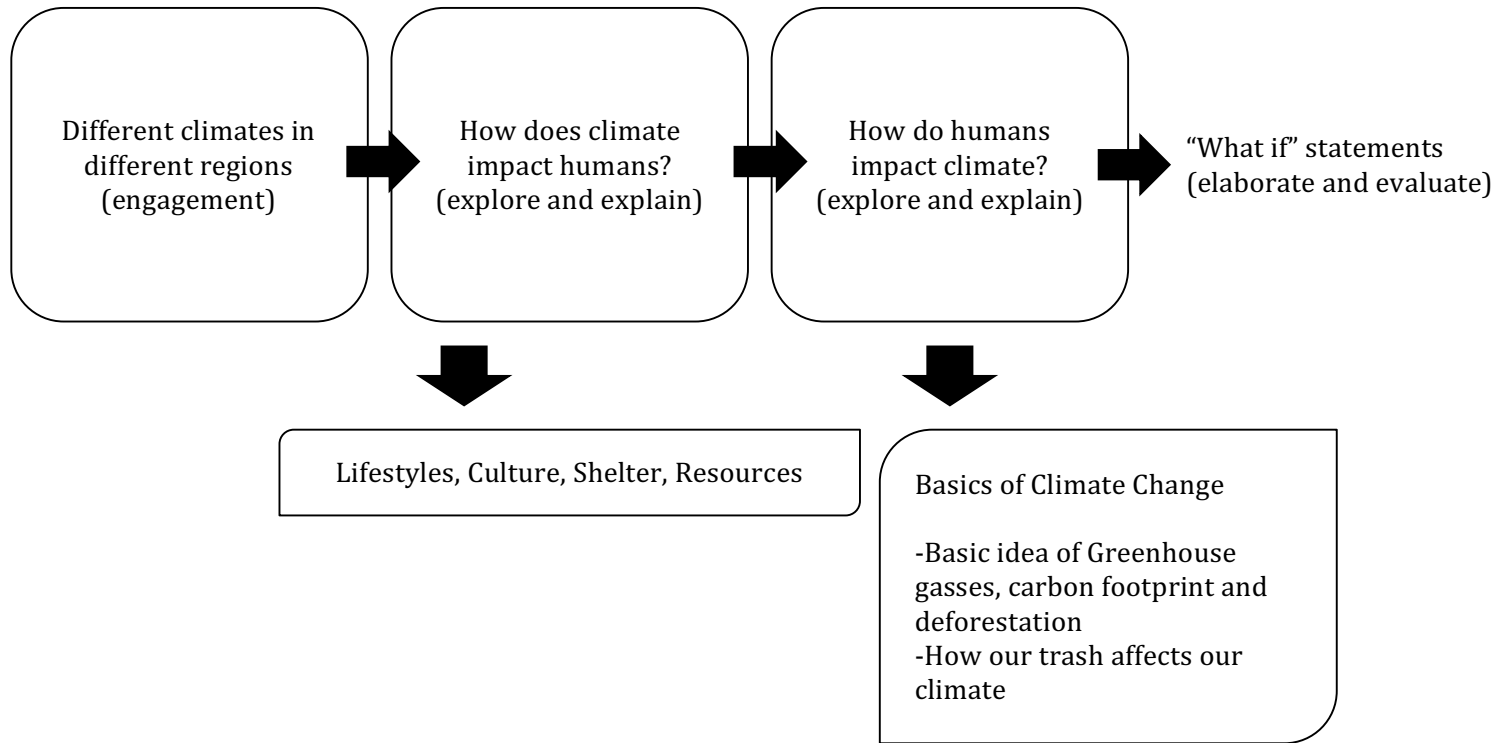 Different climates in
different regions
(engagement)
How does climate
impact humans?
(explore and explain)
How do humans
impact climate?
(explore and explain)
“What if” statements
(elaborate and evaluate)
Lifestyles, Culture, Shelter, Resources
Basics of Climate Change
-Basic idea of Greenhouse
gasses, carbon footprint and
deforestation
-How our trash affects our
climate